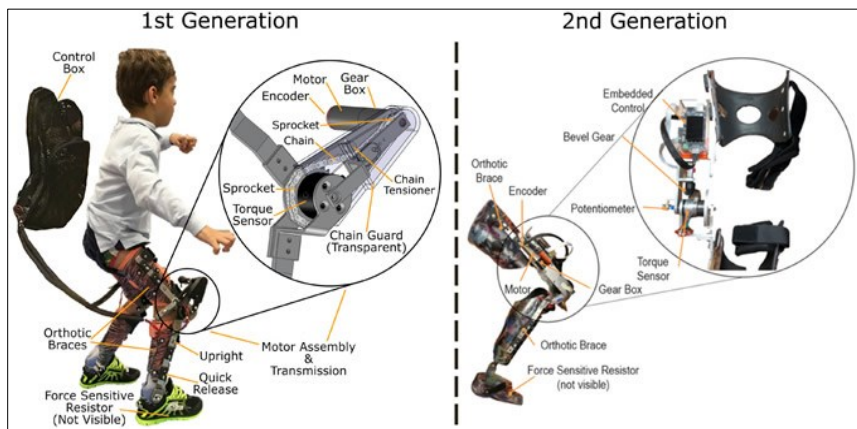 1st Generation
Control
Box
Motor
Gear
Box
Encoder
Sprocket
Chain
Chain
Tensioner
Sprocket
Torque
Sensor
Chain Guard
(Transparent)
Orthotic
Braces
Upright
Motor Assembly
&
Transmission
Quick
Release
Force Sensitive
Resistor
(Not Visible)
2nd Generation
Embedded
Control
Bevel Gear
Orthotic
Brace
Encoder
Potentiometer
Torque
Sensor
Motor
Gear Box
Orthotic Brace
Force Sensitive Resistor
(not visible)